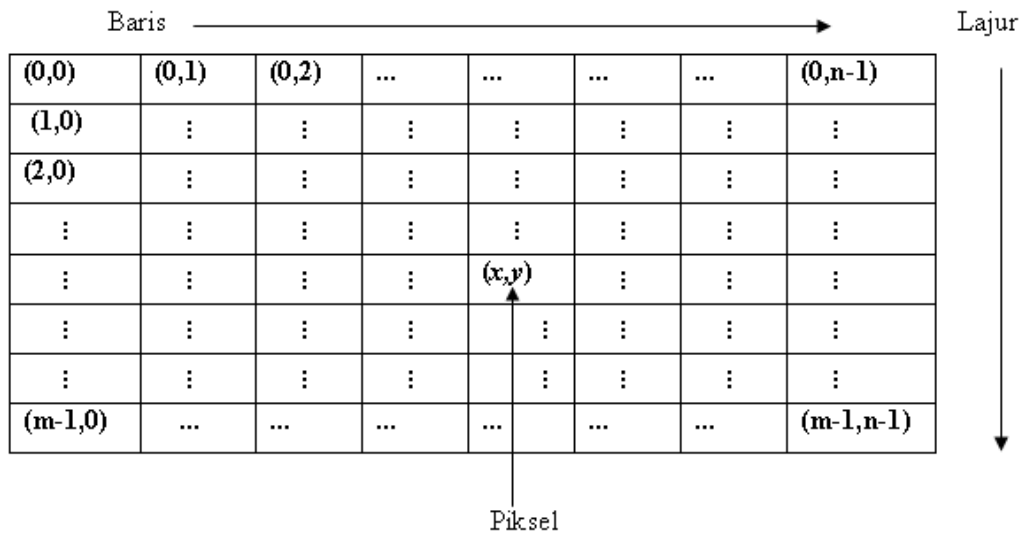 Baris Lajur
(0,0) (0,1) (0,2) ... ... ... ... (0,n-1)
(1,0) ⋮ ⋮ ⋮ ⋮ ⋮ ⋮ ⋮
(2,0) ⋮ ⋮ ⋮ ⋮ ⋮ ⋮ ⋮
⋮ ⋮ ⋮ ⋮ ⋮ ⋮ ⋮ ⋮
⋮ ⋮ ⋮ ⋮ (x,y) ⋮ ⋮ ⋮
⋮ ⋮ ⋮ ⋮ ⋮ ⋮ ⋮ ⋮
⋮ ⋮ ⋮ ⋮ ⋮ ⋮ ⋮ ⋮
(m-1,0) ... ... ... ... ... ... (m-1,n-1)
Piksel